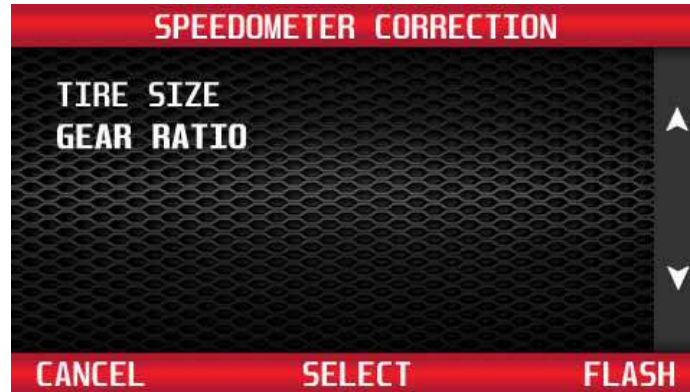 SPEEDOMETER CORRECTION
TIRE SIZE
GEAR RATIO
CANCEL SELECT FLASH